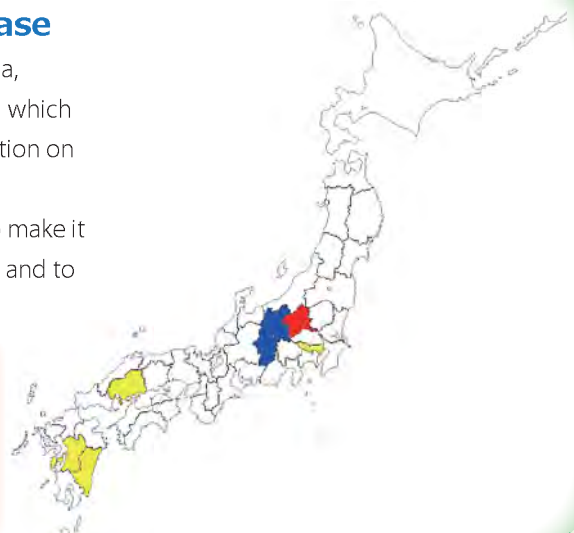 ase
a,
which
tion on
make it
and to